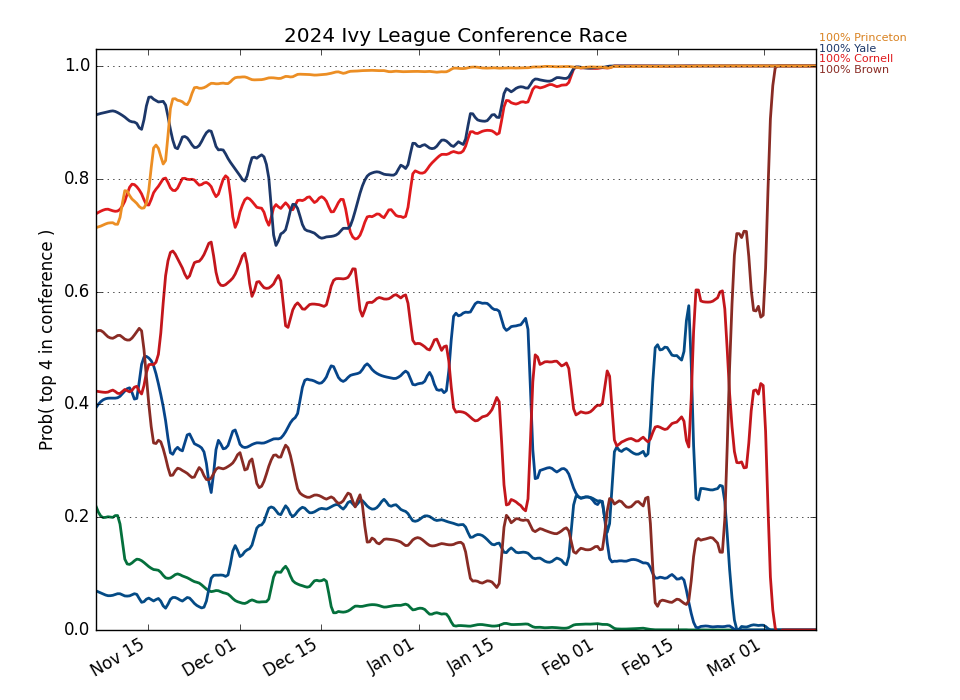 2024 Ivy League Conference Race
100% Princeton
100% Yale
100% Cornell
100% Brown
1.0
0.8
0.6
0.4
0.2
0.0
Prob( top 4 in conference )
Nov 15
Dec 01
Dec 15
Jan 01
Jan 15
Feb 01
Feb 15
Mar 01